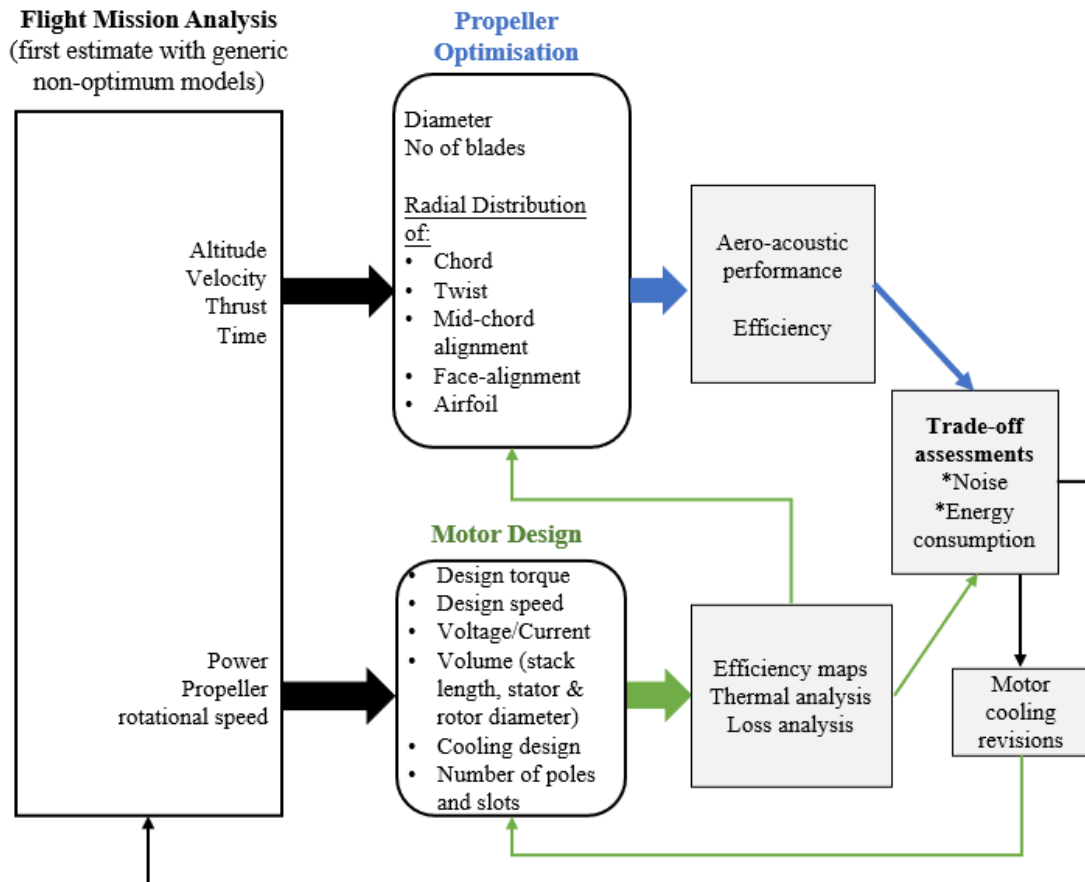 Flight Mission Analysis
(first estimate with generic
non-optimum models)
Altitude
Velocity
Thrust
Time
Power
Propeller
rotational speed
Propeller
Optimisation
Diameter
No of blades
Radial Distribution
of:
• Chord
• Twist
• Mid-chord
alignment
• Face-alignment
• Airfoil
Motor Design
• Design torque
• Design speed
• Voltage/Current
• Volume (stack
length, stator &
rotor diameter)
• Cooling design
• Number of poles
and slots
Aero-acoustic
performance
Efficiency
Efficiency maps
Thermal analysis
Loss analysis
Trade-off
assessments
*Noise
*Energy
consumption
Motor
cooling
revisions